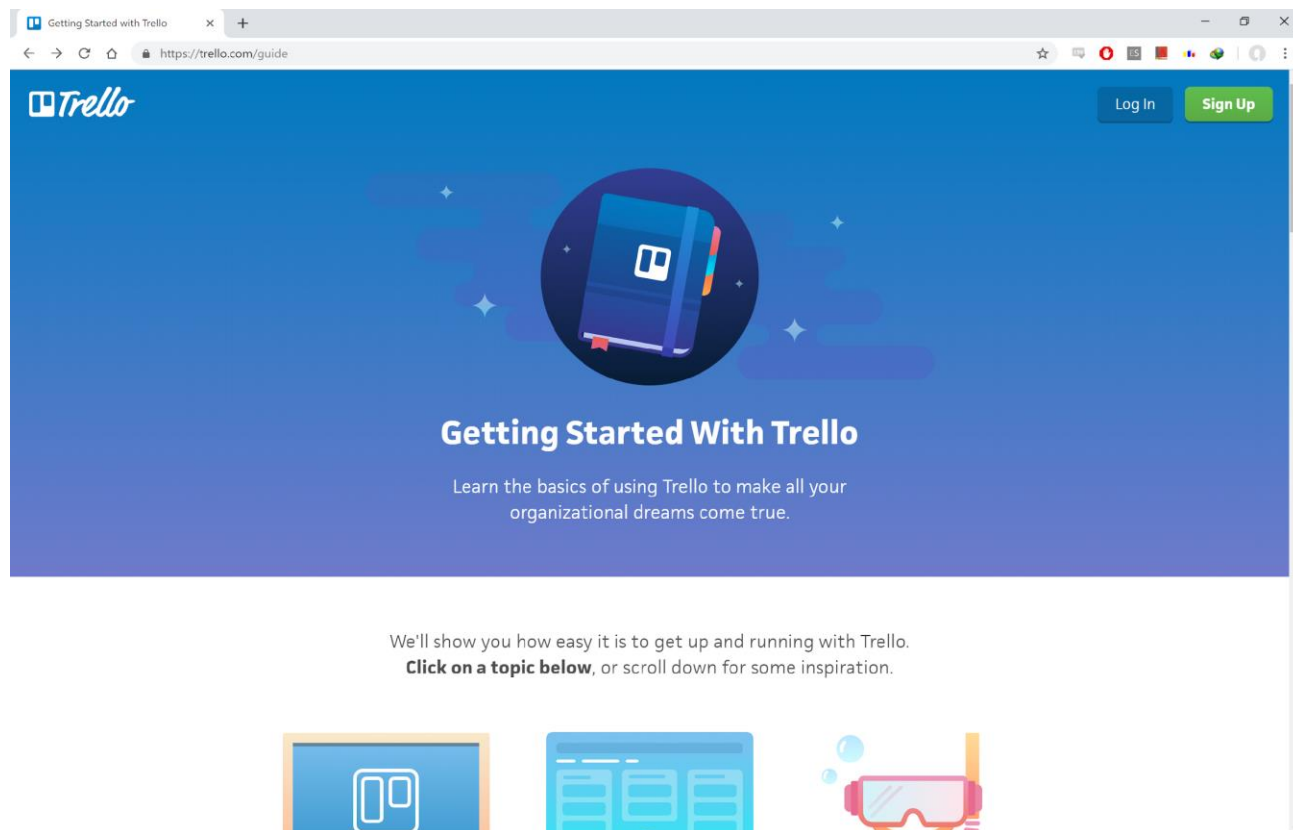 Getting Started with Trello
https://trello.com/guide
Trello
Log In
Sign Up
Getting Started With Trello
Learn the basics of using Trello to make all your
organizational dreams come true.
We'll show you how easy it is to get up and running with Trello.
Click on a topic below, or scroll down for some inspiration.